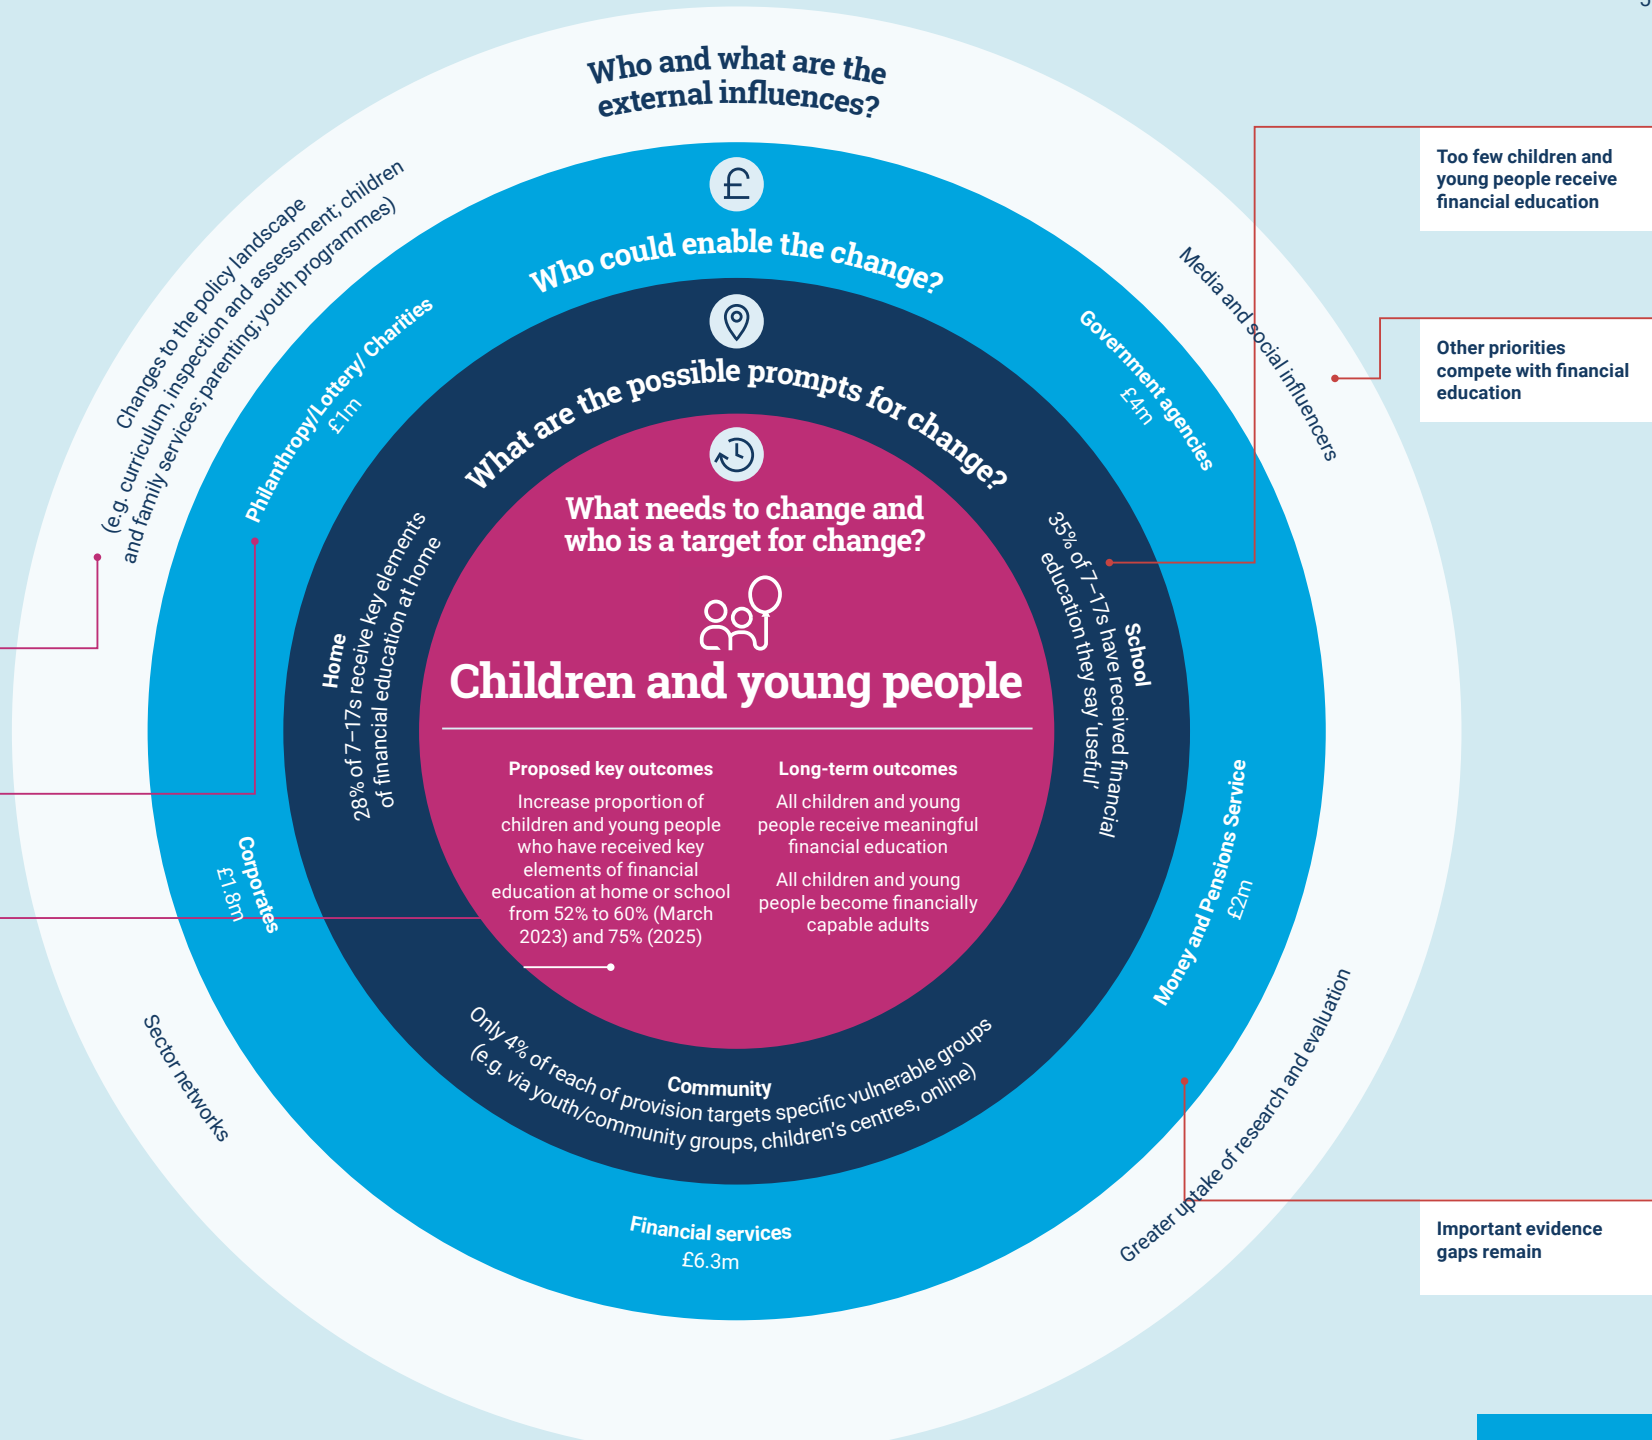 Who and what are the
external influences?
Changes to the policy landscape
(e.g. curriculum, inspection and assessment; children
and family services; parenting; youth programmes)
Media and social influencers
Sector networks
Greater uptake of research and evaluation
£
Who could enable the change?
Philanthropy/Lottery/ Charities
£1m
Government agencies
£4m
Corporates
£1.8m
Money and Pensions Service
£2m
Financial services
£6.3m
What are the possible prompts for change?
Home
28% of 7–17s receive key elements
of financial education at home
School
35% of 7–17s have received financial
education they say ‘useful’
Community
Only 4% of reach of provision targets specific vulnerable groups
(e.g. via youth/community groups, children’s centres, online)
What needs to change and
who is a target for change?
Children and young people
Proposed key outcomes
Increase proportion of
children and young people
who have received key
elements of financial
education at home or school
from 52% to 60% (March
2023) and 75% (2025)
Long-term outcomes
All children and young
people receive meaningful
financial education
All children and young
people become financially
capable adults
Too few children and
young people receive
financial education
Other priorities
compete with financial
education
Important evidence
gaps remain